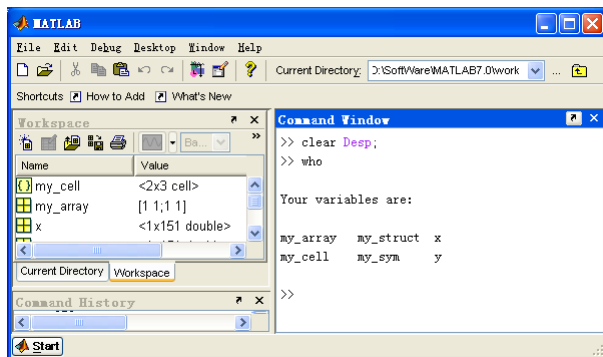 MATLAB
File Edit Debug Desktop Window Help
Current Directory: D:\SoftWare\MATLAB7.0\work ...
Shortcuts How to Add What's New
Workspace
Ba...
Name Value
my_cell <2x3 cell>
my_array [1 1;1 1]
x <1x151 double>
Current Directory Workspace
Command History
Command Window
>> clear Desp;
>> who
Your variables are:
my_array my_struct x
my_cell my_sym y
>>
Start